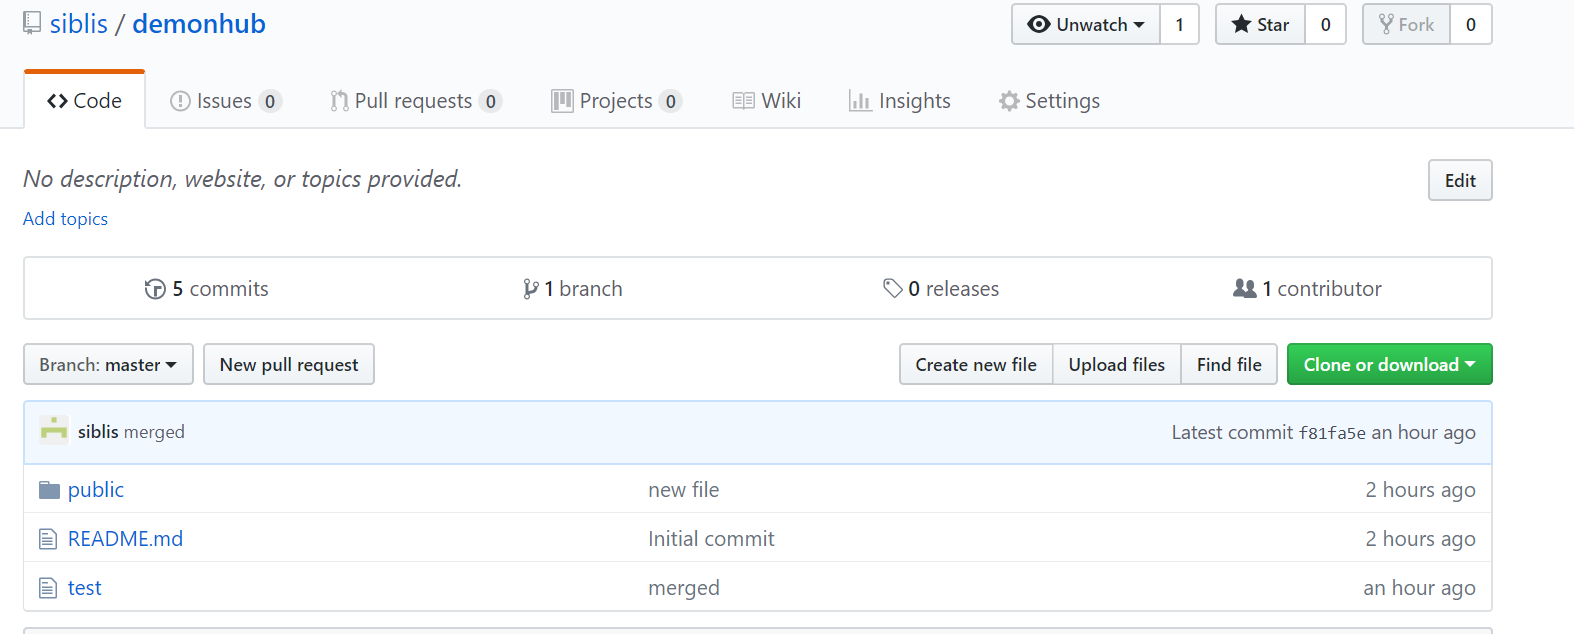 siblis / demonhub Unwatch 1 Star 0 Fork 0
Code Issues 0 Pull requests 0 Projects 0 Wiki Insights Settings
No description, website, or topics provided. Edit
Add topics
5 commits 1 branch 0 releases 1 contributor
Branch: master New pull request Create new file Upload files Find file Clone or download
siblis merged Latest commit f81fa5e an hour ago
public new file 2 hours ago
README.md Initial commit 2 hours ago
test merged an hour ago